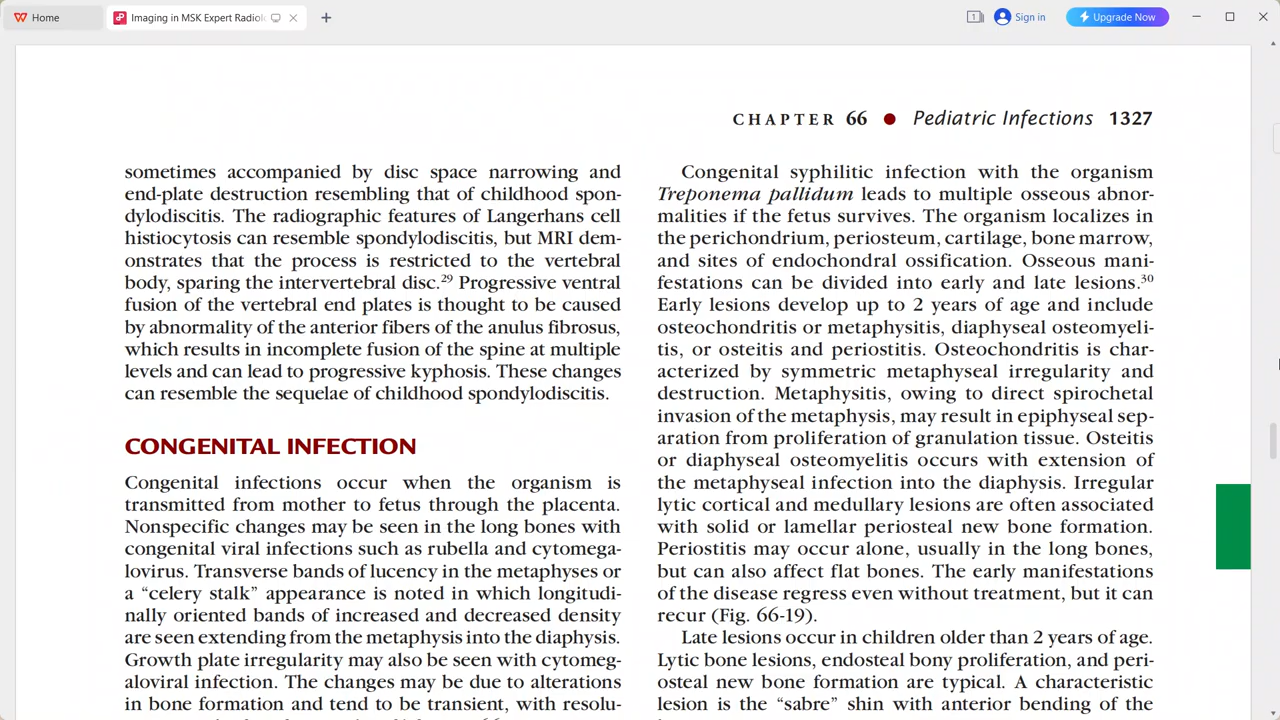 Home
Imaging in MSK Expert Radiol
1
Sign in
Upgrade Now
CHAPTER 66 ● Pediatric Infections 1327
sometimes accompanied by disc space narrowing and
end-plate destruction resembling that of childhood spon-
dylodiscitis. The radiographic features of Langerhans cell
histiocytosis can resemble spondylodiscitis, but MRI dem-
onstrates that the process is restricted to the vertebral
body, sparing the intervertebral disc.29 Progressive ventral
fusion of the vertebral end plates is thought to be caused
by abnormality of the anterior fibers of the anulus fibrosus,
which results in incomplete fusion of the spine at multiple
levels and can lead to progressive kyphosis. These changes
can resemble the sequelae of childhood spondylodiscitis.
CONGENITAL INFECTION
Congenital infections occur when the organism is
transmitted from mother to fetus through the placenta.
Nonspecific changes may be seen in the long bones with
congenital viral infections such as rubella and cytomega-
lovirus. Transverse bands of lucency in the metaphyses or
a “celery stalk” appearance is noted in which longitudi-
nally oriented bands of increased and decreased density
are seen extending from the metaphysis into the diaphysis.
Growth plate irregularity may also be seen with cytomeg-
aloviral infection. The changes may be due to alterations
in bone formation and tend to be transient, with resolu-
Congenital syphilitic infection with the organism
Treponema pallidum leads to multiple osseous abnor-
malities if the fetus survives. The organism localizes in
the perichondrium, periosteum, cartilage, bone marrow,
and sites of endochondral ossification. Osseous mani-
festations can be divided into early and late lesions.30
Early lesions develop up to 2 years of age and include
osteochondritis or metaphysitis, diaphyseal osteomyeli-
tis, or osteitis and periostitis. Osteochondritis is char-
acterized by symmetric metaphyseal irregularity and
destruction. Metaphysitis, owing to direct spirochetal
invasion of the metaphysis, may result in epiphyseal sep-
aration from proliferation of granulation tissue. Osteitis
or diaphyseal osteomyelitis occurs with extension of
the metaphyseal infection into the diaphysis. Irregular
lytic cortical and medullary lesions are often associated
with solid or lamellar periosteal new bone formation.
Periostitis may occur alone, usually in the long bones,
but can also affect flat bones. The early manifestations
of the disease regress even without treatment, but it can
recur (Fig. 66-19).
Late lesions occur in children older than 2 years of age.
Lytic bone lesions, endosteal bony proliferation, and peri-
osteal new bone formation are typical. A characteristic
lesion is the “sabre” shin with anterior bending of the